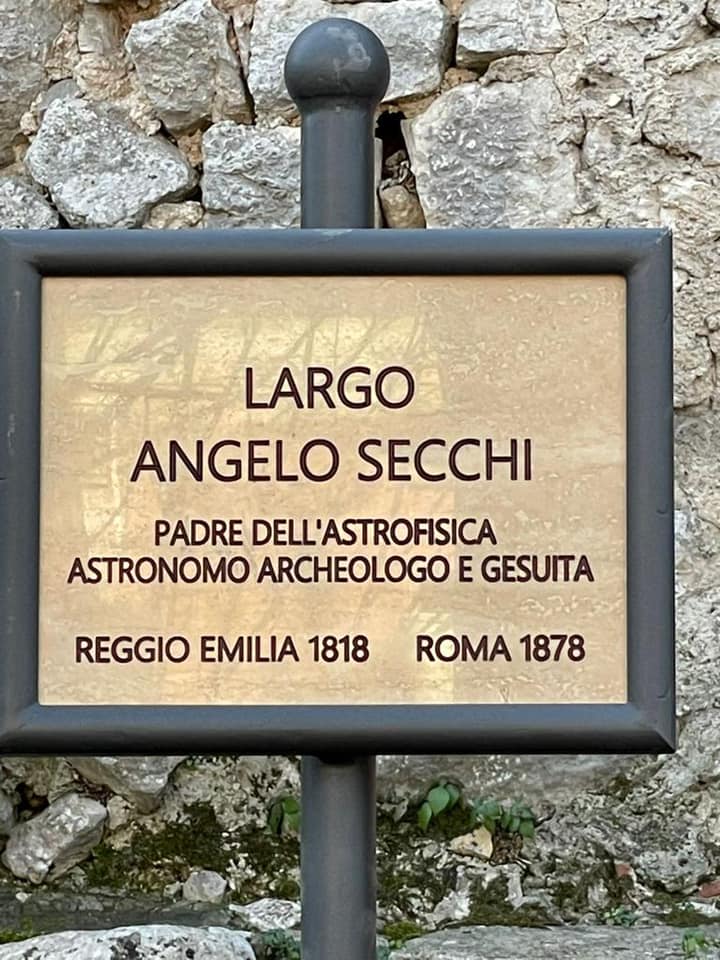 LARGO
ANGELO SECCHI
PADRE DELL'ASTROFISICA
ASTRONOMO ARCHEOLOGO E GESUITA
REGGIO EMILIA 1818 ROMA 1878